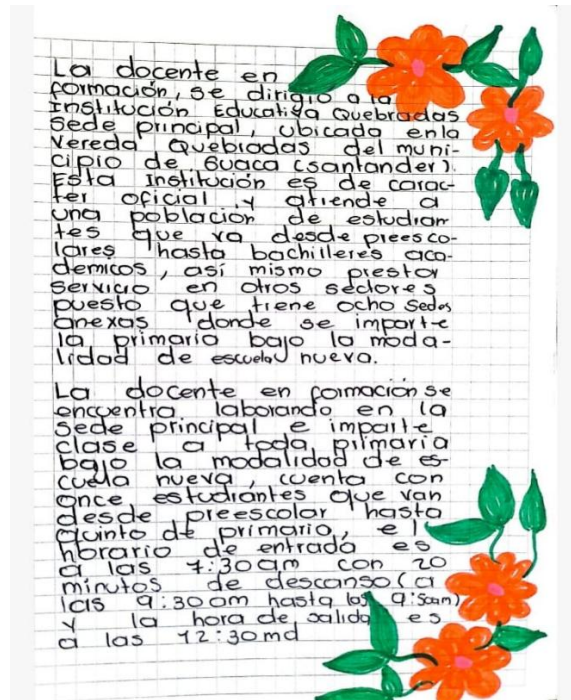 La docente en
formación, se dirigio a la
Institución Educativa Quebradas
Sede principal, ubicada enla
Vereda Quebradas del muni-
cipio de Guaca (santander).
Esta Institución es de carac-
ter oficial y atiende a
una poblacion de estudian
tes que va desde preesco-
lares hasta bachilleres aca-
demicos, así mismo prestar
servicio en otros sectores
puesto que tiene ocho Sedes
anexas donde se imparte
la primaria bajo la moda-
lidad de escuela nueva.
La docente en formación se
encuentra laborando en la
sede principal e imparte
clase a toda primaria
bajo la modalidad de es-
cuela nueva, cuenta con
once estudiantes que van
desde preescolar hasta
quinto de primaria, el
horario de entrada es
a las 7:30am con 20
minutos de descanso (a
las 9:30am hasta las 9:50am)
y la hora de salida es
a las 12:30md